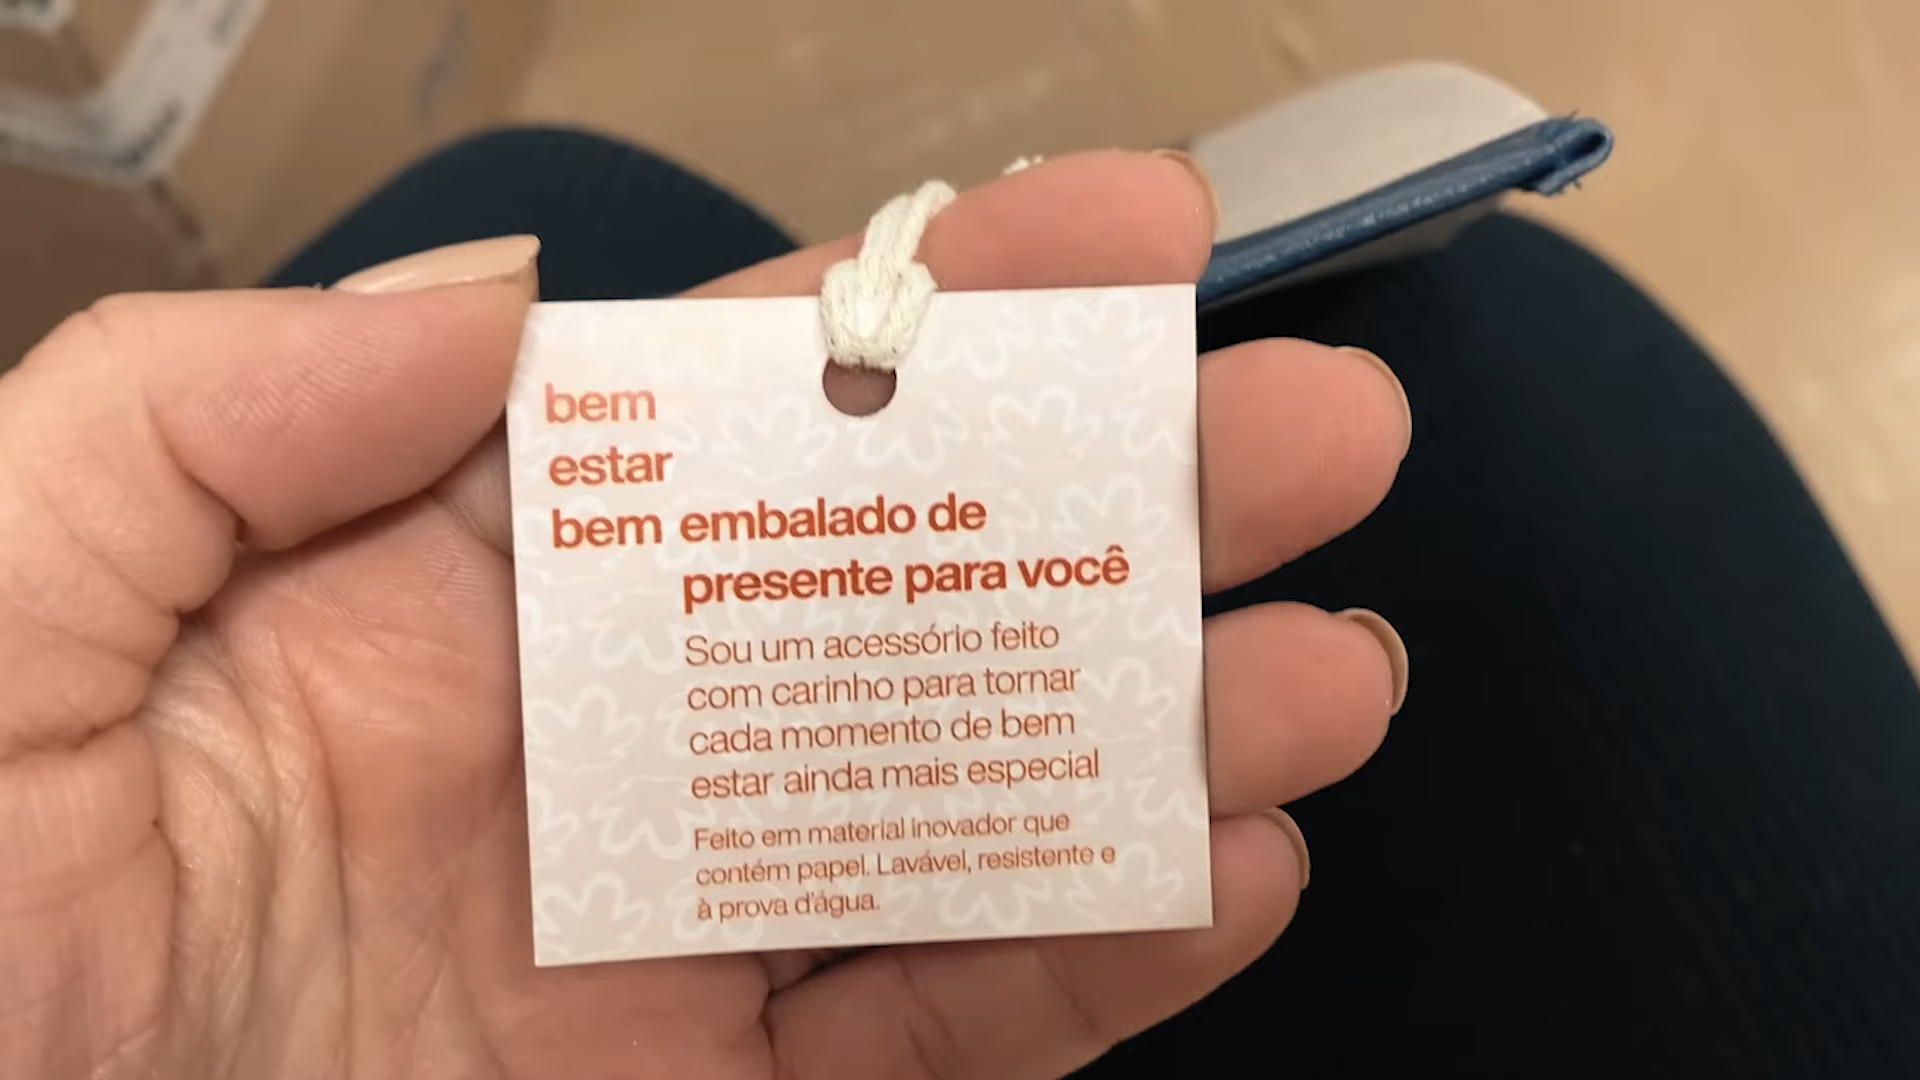 bem
estar
bem embalado de
presente para você
Sou um acessório feito
com carinho para tornar
cada momento de bem
estar ainda mais especial
Feito em material inovador que
contém papel. Lavável, resistente e
à prova d'água.